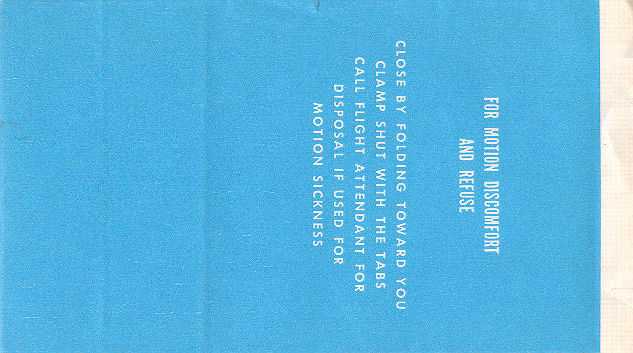 FOR MOTION DISCOMFORT
AND REFUSE
CLOSE BY FOLDING TOWARD YOU
CLAMP SHUT WITH THE TABS
CALL FLIGHT ATTENDANT FOR
DISPOSAL IF USED FOR
MOTION SICKNESS